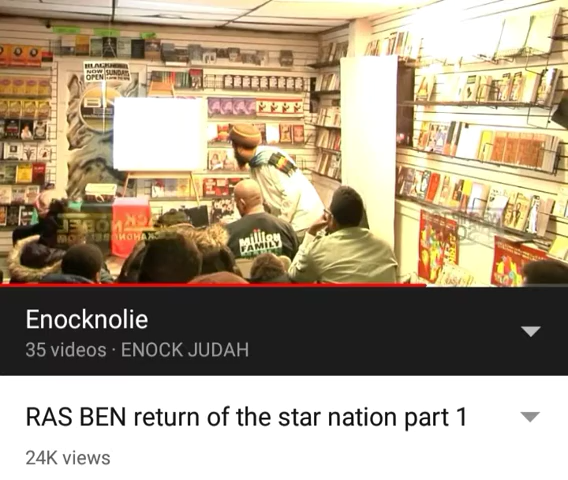 NOW SUNDAYS
OPEN
Million
FAMILY
Enocknolie
35 videos · ENOCK JUDAH
RAS BEN return of the star nation part 1
24K views